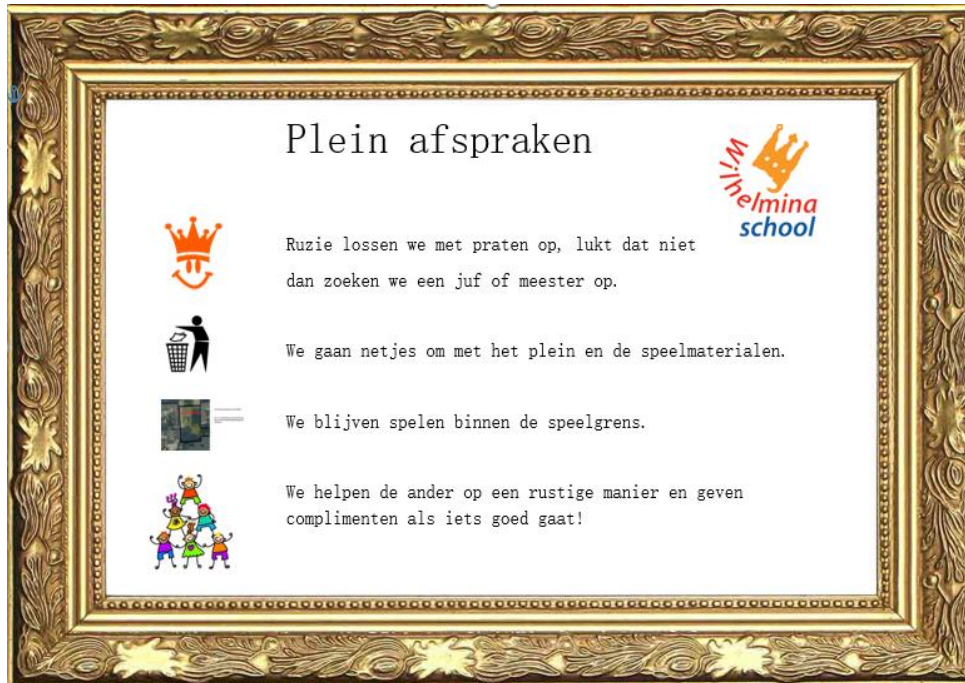 Plein afspraken
Wilhelmina
school
Ruzie lossen we met praten op, lukt dat niet
dan zoeken we een juf of meester op.
We gaan netjes om met het plein en de speelmaterialen.
We blijven spelen binnen de speelgrens.
We helpen de ander op een rustige manier en geven
complimenten als iets goed gaat!